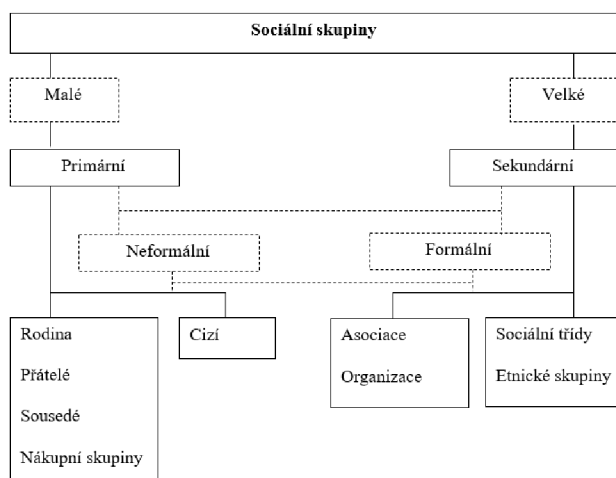 Sociální skupiny
Malé
Velké
Primární
Sekundární
Neformální
Formální
Rodina
Přátelé
Sousedé
Nákupní skupiny
Cizí
Asociace
Organizace
Sociální třídy
Etnické skupiny